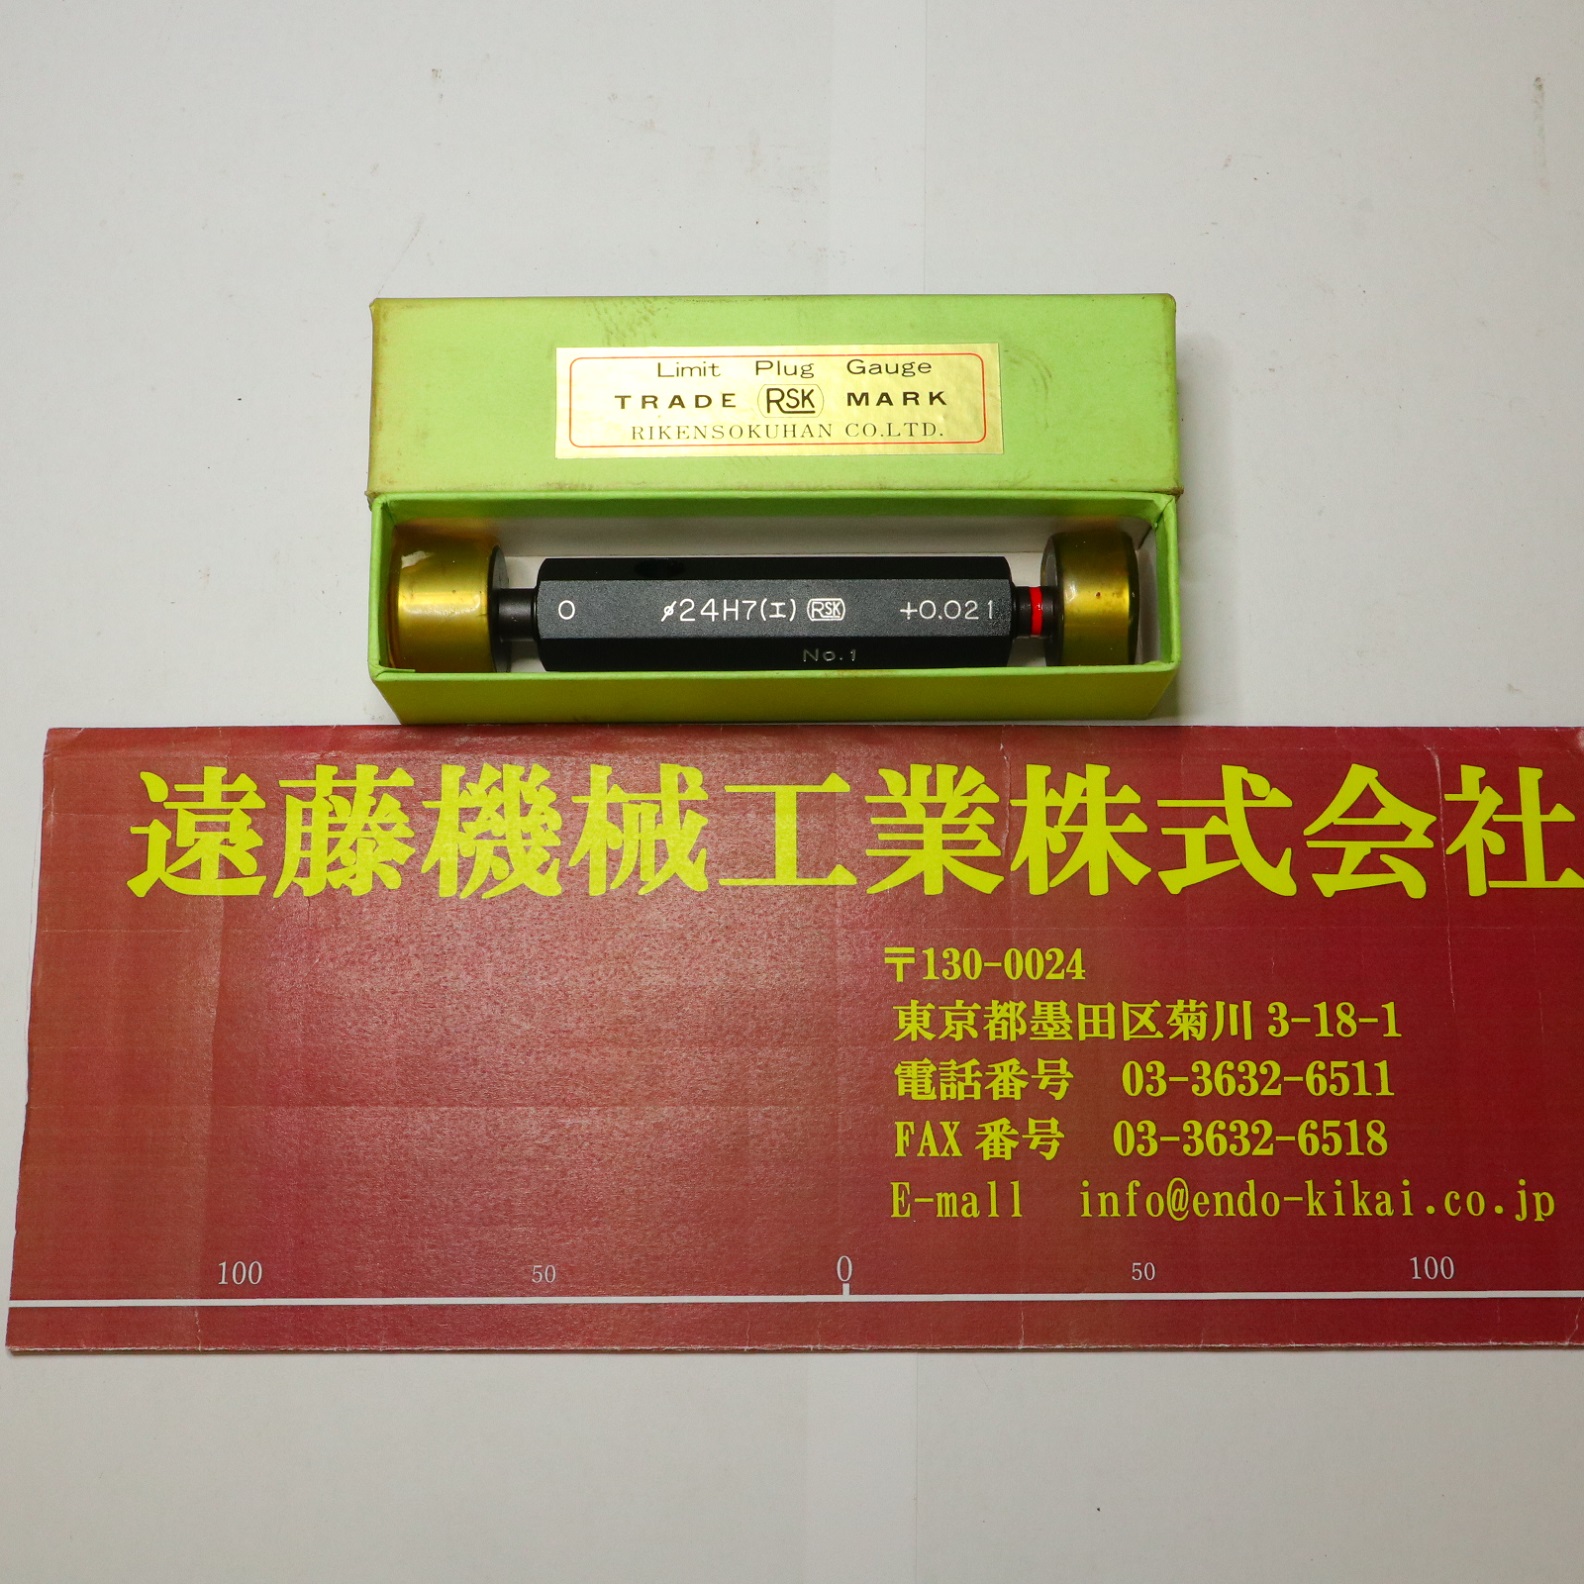 Limit Plug Gauge
TRADE RSK MARK
RIKENSOKUHAN CO.LTD.
0 ⌀24H7(エ) RSK +0.021
No.1
遠藤機械工業株式会社
〒130-0024
東京都墨田区菊川 3-18-1
電話番号 03-3632-6511
FAX 番号 03-3632-6518
E-mall info@endo-kikai.co.jp
100 50 0 50 100